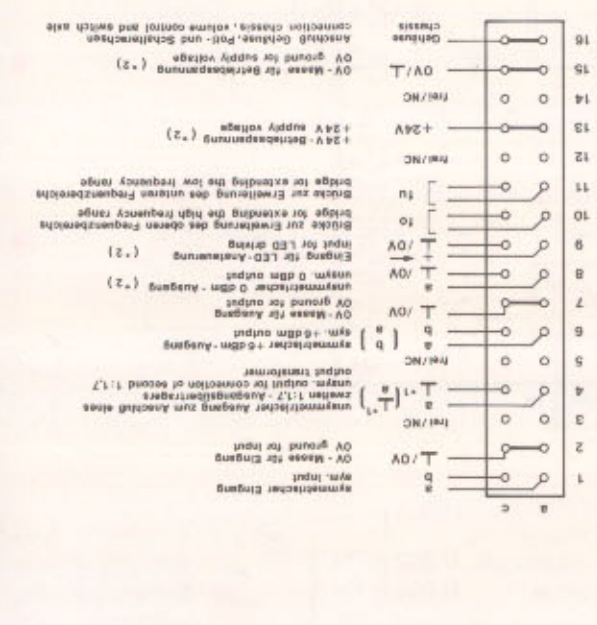 a c
1 a symmetrischer Eingang
b sym. input
2 ⊥/0V 0V - Masse für Eingang
0V ground for input
3 frei/NC
4 a ( ⊥*1 ) unsymmetrischer Ausgang zum Anschluß eines
⊥*1 ( a ) zweiten 1:1,7 - Ausgangsübertragers
unsym. output for connection of second 1:1,7
output transformer
5 frei/NC
6 a ( b ) symmetrischer +6dBm-Ausgang
b ( a ) sym. +6dBm output
7 ⊥/0V 0V - Masse für Ausgang
0V ground for output
8 a unsymmetrischer 0 dBm - Ausgang (*2)
⊥/0V unsym. 0 dBm output
9 + Eingang für LED-Ansteuerung (*2)
⊥/0V input for LED driving
10 fo Brücke zur Erweiterung des oberen Frequenzbereichs
bridge for extending the high frequency range
11 fu Brücke zur Erweiterung des unteren Frequenzbereichs
bridge for extending the low frequency range
12 frei/NC
13 +24V +24V - Betriebsspannung (*2)
+24V supply voltage
14 frei/NC
15 ⊥/0V 0V - Masse für Betriebsspannung (*2)
0V ground for supply voltage
16 Gehäuse Anschluß Gehäuse, Poti- und Schalterachsen
chassis connection chassis, volume control and switch axle